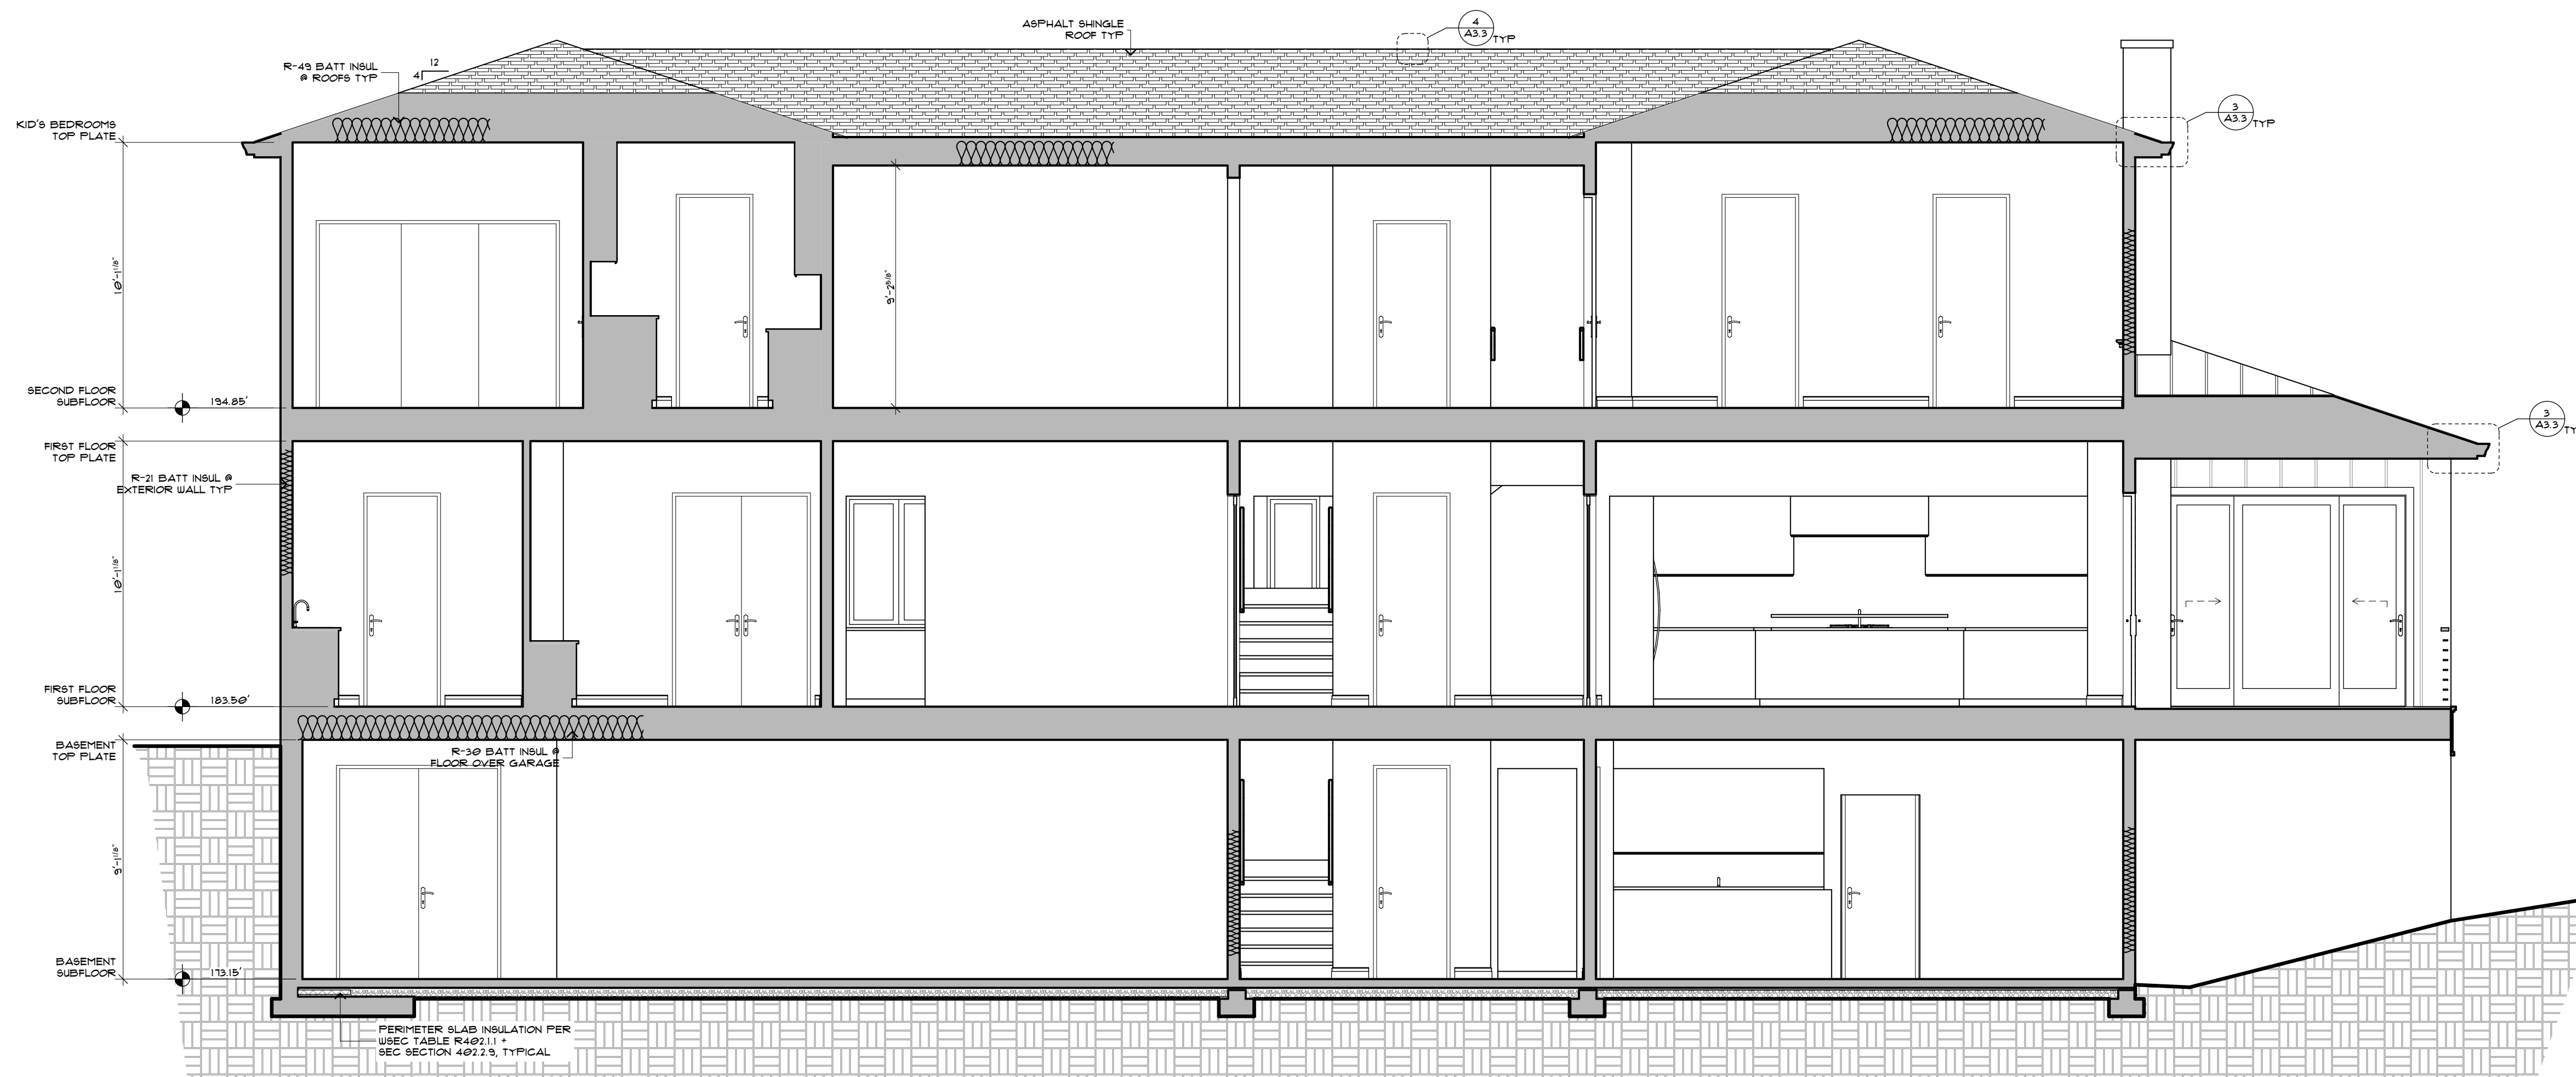 ASPHALT SHINGLE
ROOF TYP
4
A3.3
TYP
R-49 BATT INSUL
@ ROOFS TYP
12
4
3
A3.3
TYP
KID'S BEDROOMS
TOP PLATE
10'-1 1/8"
9'-2 5/8"
SECOND FLOOR
SUBFLOOR
194.85'
3
A3.3
TY
FIRST FLOOR
TOP PLATE
R-21 BATT INSUL @
EXTERIOR WALL TYP
10'-1 1/8"
FIRST FLOOR
SUBFLOOR
183.50'
BASEMENT
TOP PLATE
R-30 BATT INSUL @
FLOOR OVER GARAGE
9'-1 1/8"
BASEMENT
SUBFLOOR
173.15'
PERIMETER SLAB INSULATION PER
WSEC TABLE R402.1.1 +
SEC SECTION 402.2.9, TYPICAL